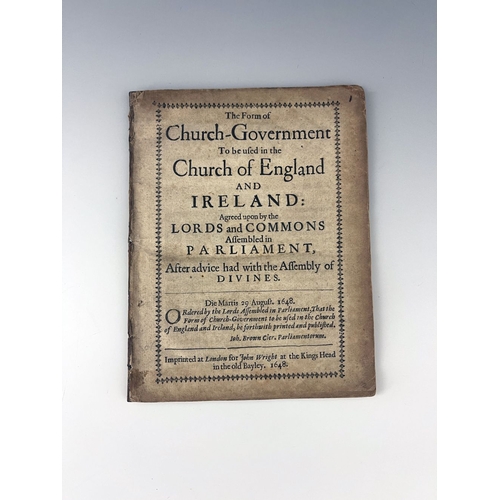 1
The Form of
Church-Government
To be used in the
Church of England
AND
IRELAND:
Agreed upon by the
LORDS and COMMONS
Assembled in
PARLIAMENT,
After advice had with the Assembly of
DIVINES.
Die Martis 29 August. 1648.
ORdered by the Lords Assembled in Parliament, That the
Form of Church-Government to be used in the Church
of England and Ireland, be forthwith printed and published.
Joh. Brown Cler. Parliamentorum.
Imprinted at London for John Wright at the Kings Head
in the old Bayley. 1648.